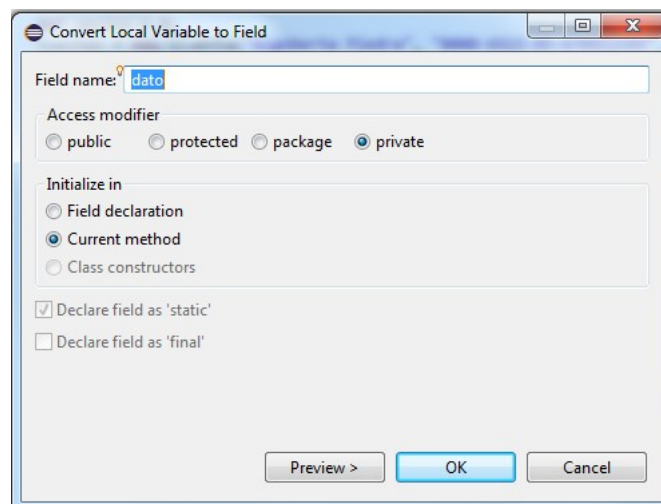 Convert Local Variable to Field
Field name: dato
Access modifier
public protected package private
Initialize in
Field declaration
Current method
Class constructors
Declare field as 'static'
Declare field as 'final'
Preview > OK Cancel